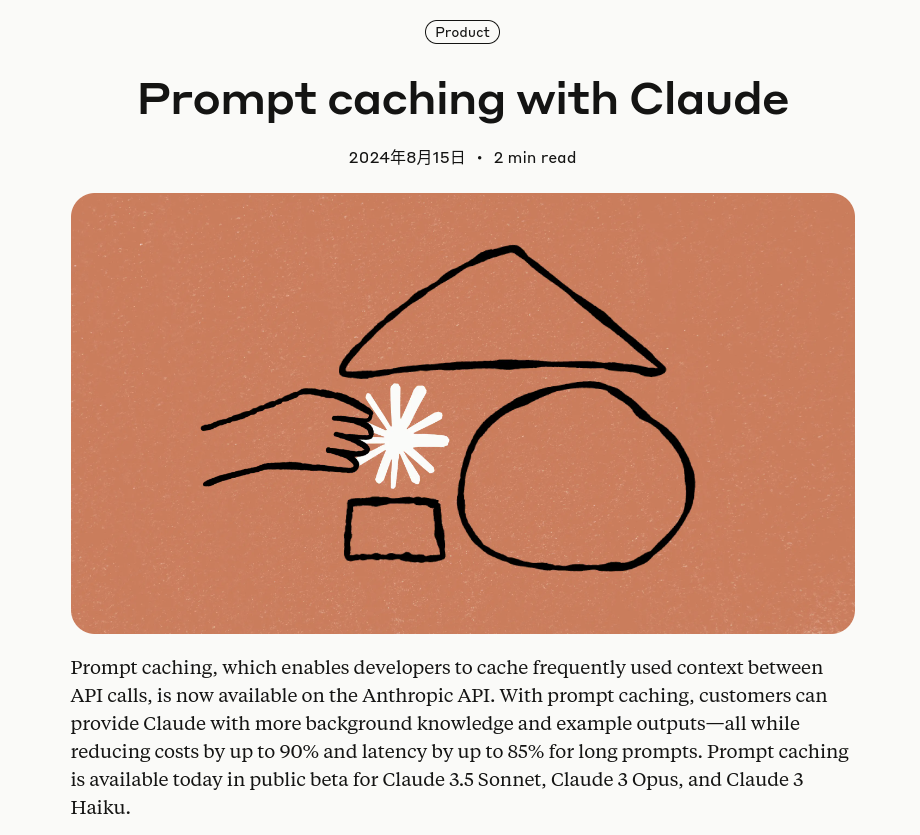 Product
Prompt caching with Claude
2024年8月15日 • 2 min read
Prompt caching, which enables developers to cache frequently used context between
API calls, is now available on the Anthropic API. With prompt caching, customers can
provide Claude with more background knowledge and example outputs—all while
reducing costs by up to 90% and latency by up to 85% for long prompts. Prompt caching
is available today in public beta for Claude 3.5 Sonnet, Claude 3 Opus, and Claude 3
Haiku.